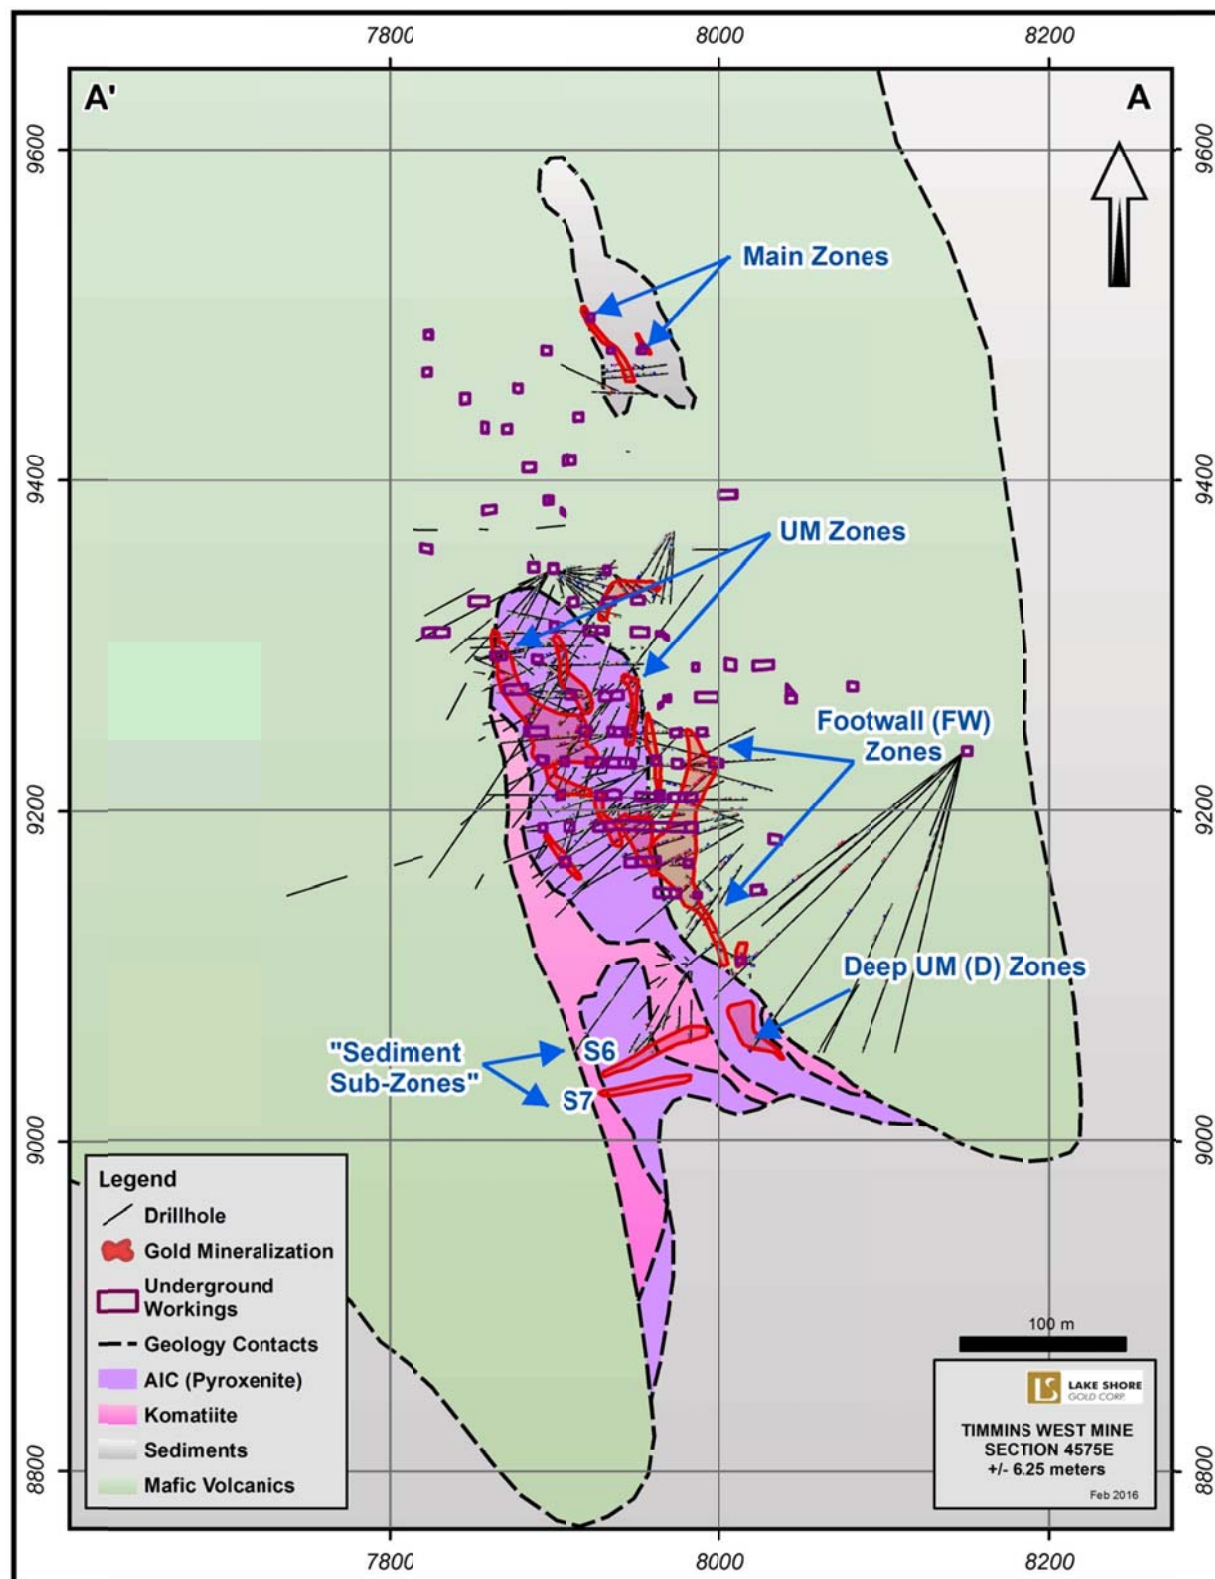 7800 8000 8200
A' A
9600 9600
Main Zones
9400 9400
UM Zones
Footwall (FW)
Zones
9200 9200
Deep UM (D) Zones
"Sediment
Sub-Zones"
S6
S7
9000 9000
Legend
Drillhole
Gold Mineralization
Underground
Workings
Geology Contacts
AIC (Pyroxenite)
Komatiite
Sediments
Mafic Volcanics
100 m
LS LAKE SHORE
GOLD CORP.
TIMMINS WEST MINE
SECTION 4575E
+/- 6.25 meters
Feb 2016
8800 8800
7800 8000 8200